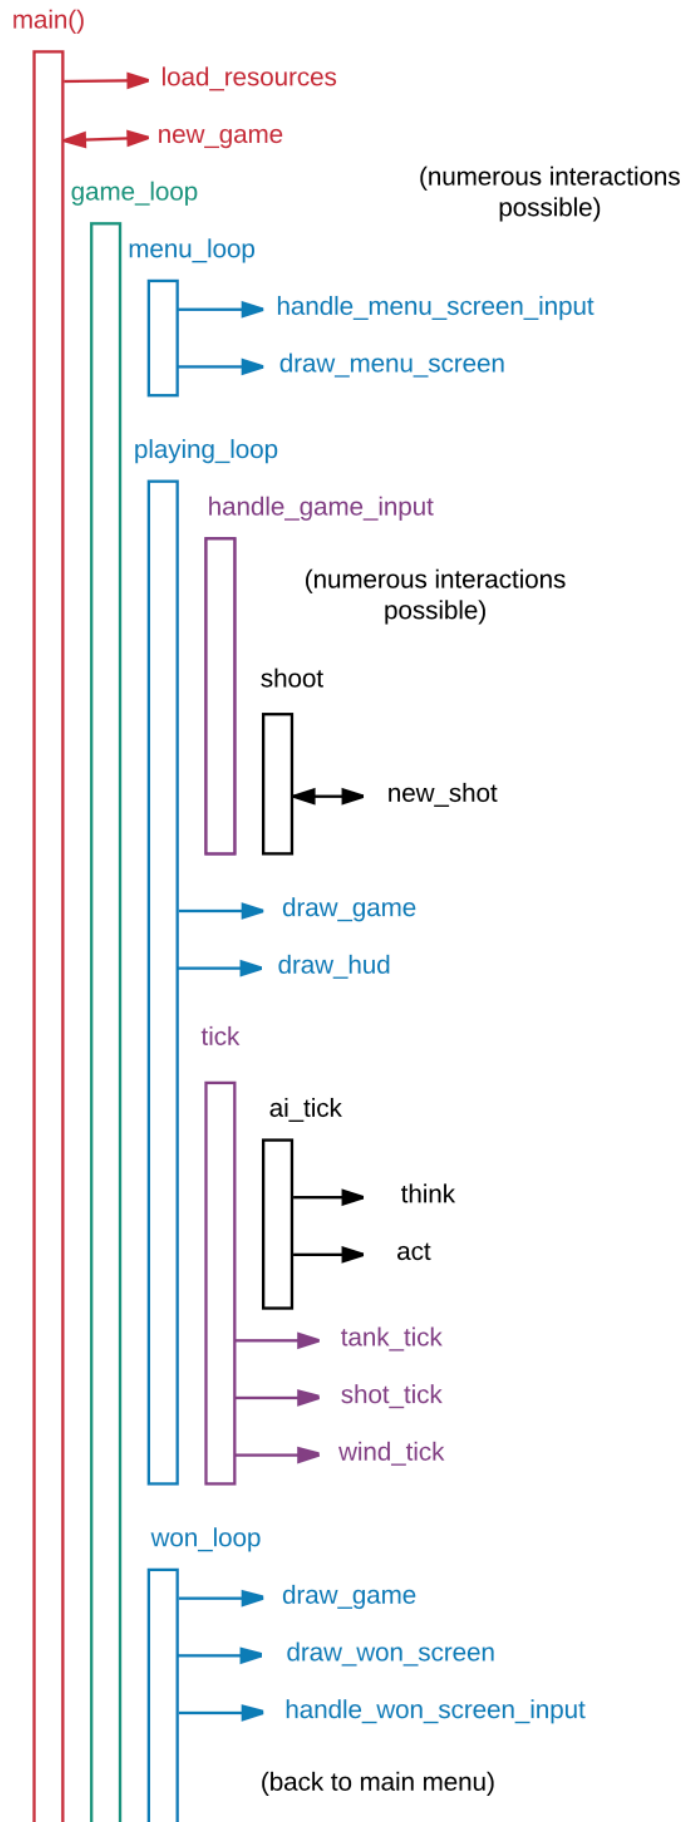 main()
load_resources
new_game
(numerous interactions
possible)
game_loop
menu_loop
handle_menu_screen_input
draw_menu_screen
playing_loop
handle_game_input
(numerous interactions
possible)
shoot
new_shot
draw_game
draw_hud
tick
ai_tick
think
act
tank_tick
shot_tick
wind_tick
won_loop
draw_game
draw_won_screen
handle_won_screen_input
(back to main menu)